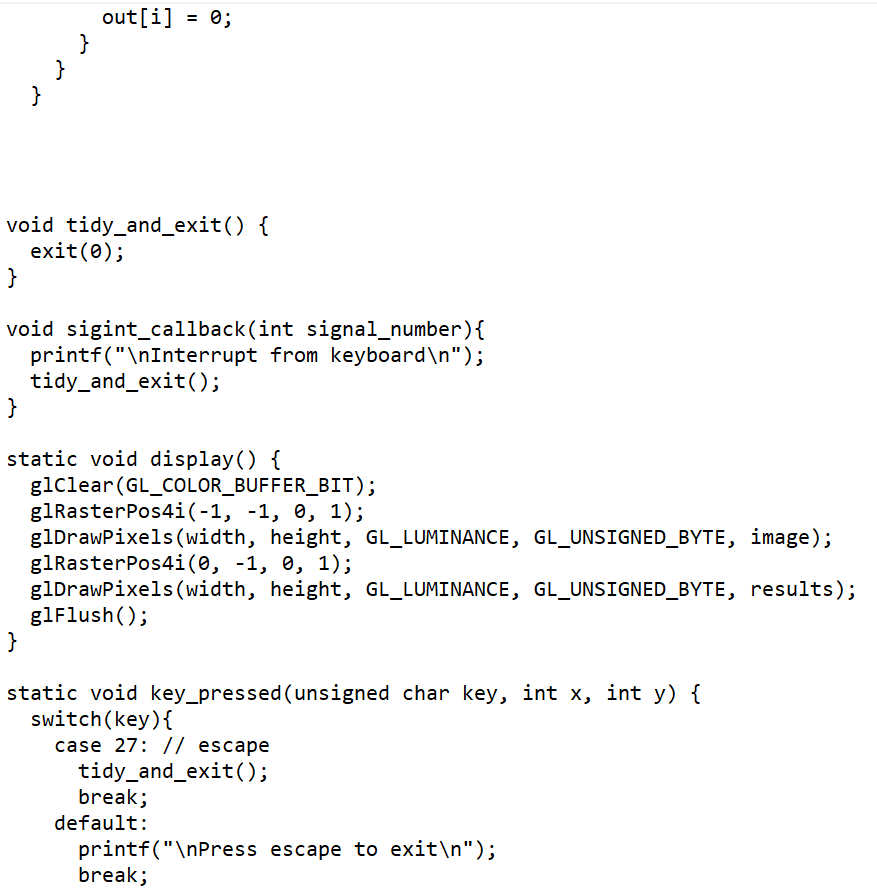 out[i] = 0;
      }
    }
  }
void tidy_and_exit() {
  exit(0);
}
void sigint_callback(int signal_number){
  printf("\nInterrupt from keyboard\n");
  tidy_and_exit();
}
static void display() {
  glClear(GL_COLOR_BUFFER_BIT);
  glRasterPos4i(-1, -1, 0, 1);
  glDrawPixels(width, height, GL_LUMINANCE, GL_UNSIGNED_BYTE, image);
  glRasterPos4i(0, -1, 0, 1);
  glDrawPixels(width, height, GL_LUMINANCE, GL_UNSIGNED_BYTE, results);
  glFlush();
}
static void key_pressed(unsigned char key, int x, int y) {
  switch(key){
    case 27: // escape
      tidy_and_exit();
      break;
    default:
      printf("\nPress escape to exit\n");
      break;